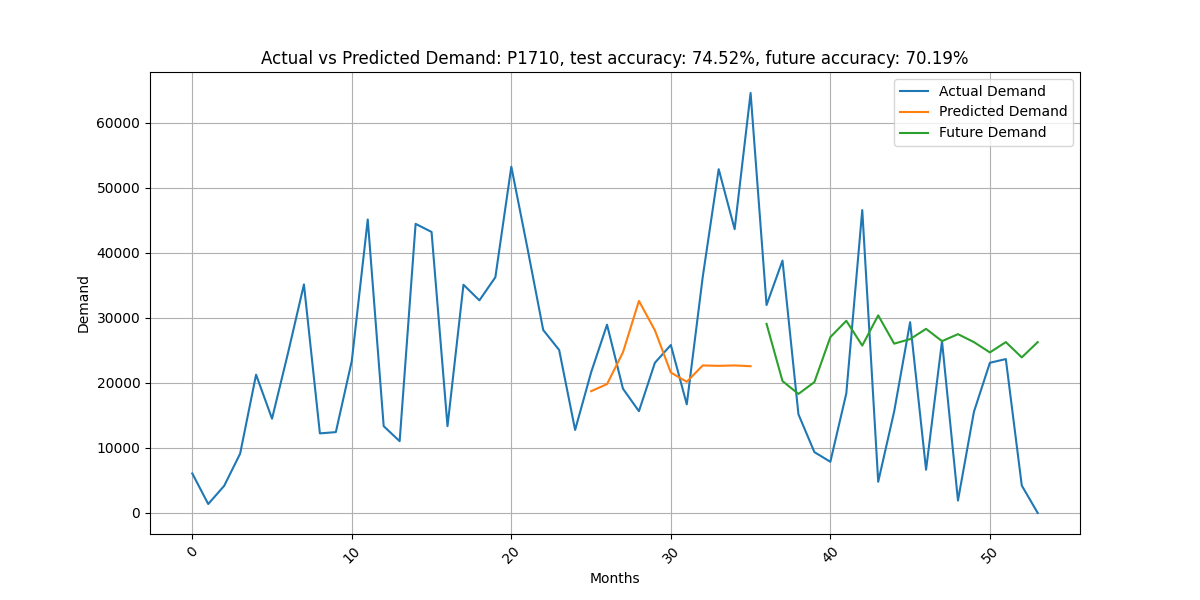 Actual vs Predicted Demand: P1710, test accuracy: 74.52%, future accuracy: 70.19%
Actual Demand
Predicted Demand
Future Demand
60000
50000
40000
30000
20000
10000
0
Demand
0
10
20
30
40
50
Months